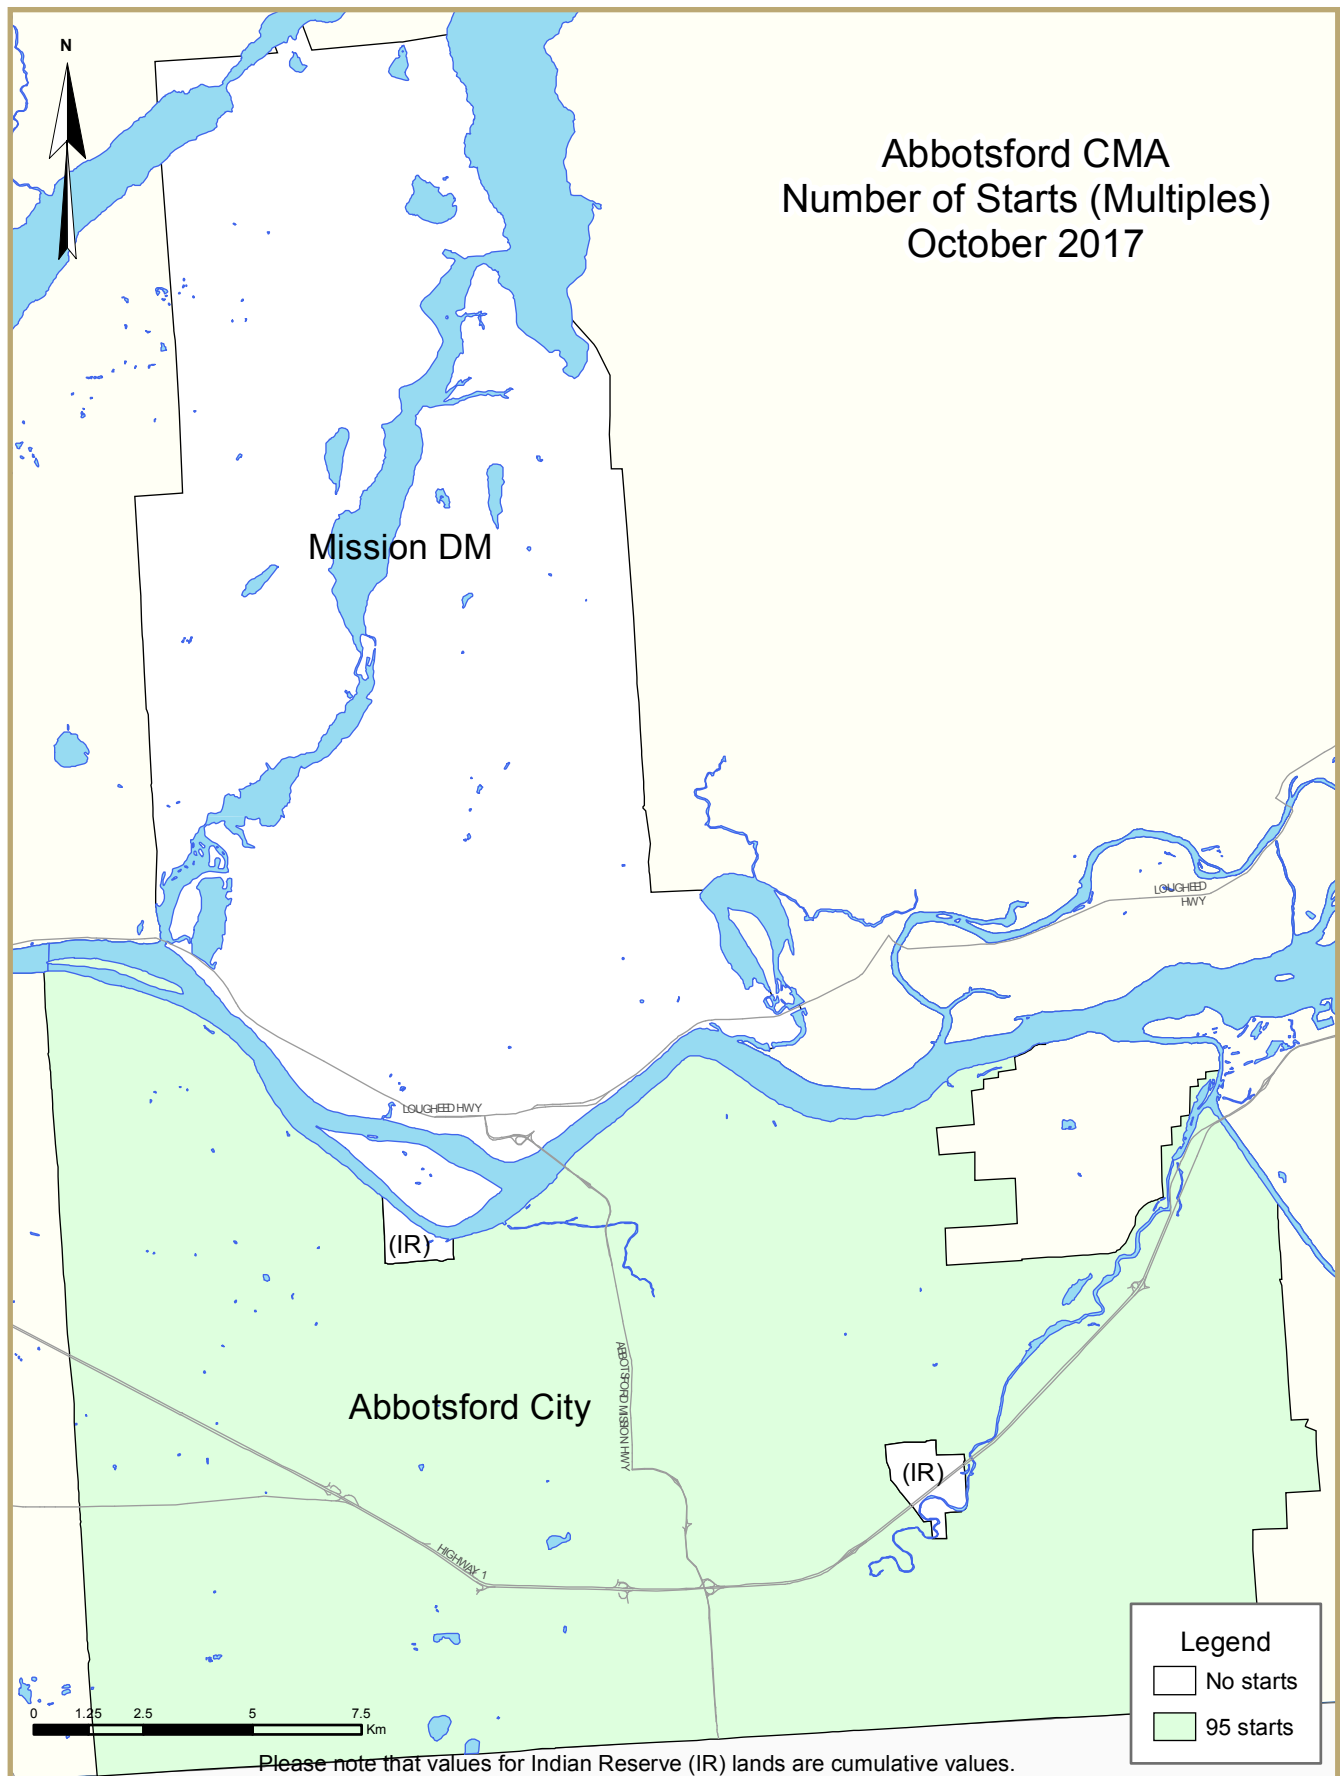 N
Abbotsford CMA
Number of Starts (Multiples)
October 2017
Mission DM
LOUGHEED
HWY
LOUGHEED HWY
(IR)
ABBOTSFORD MISSION HWY
Abbotsford City
(IR)
HIGHWAY 1
Legend
No starts
95 starts
0 1.25 2.5 5 7.5
Km
Please note that values for Indian Reserve (IR) lands are cumulative values.